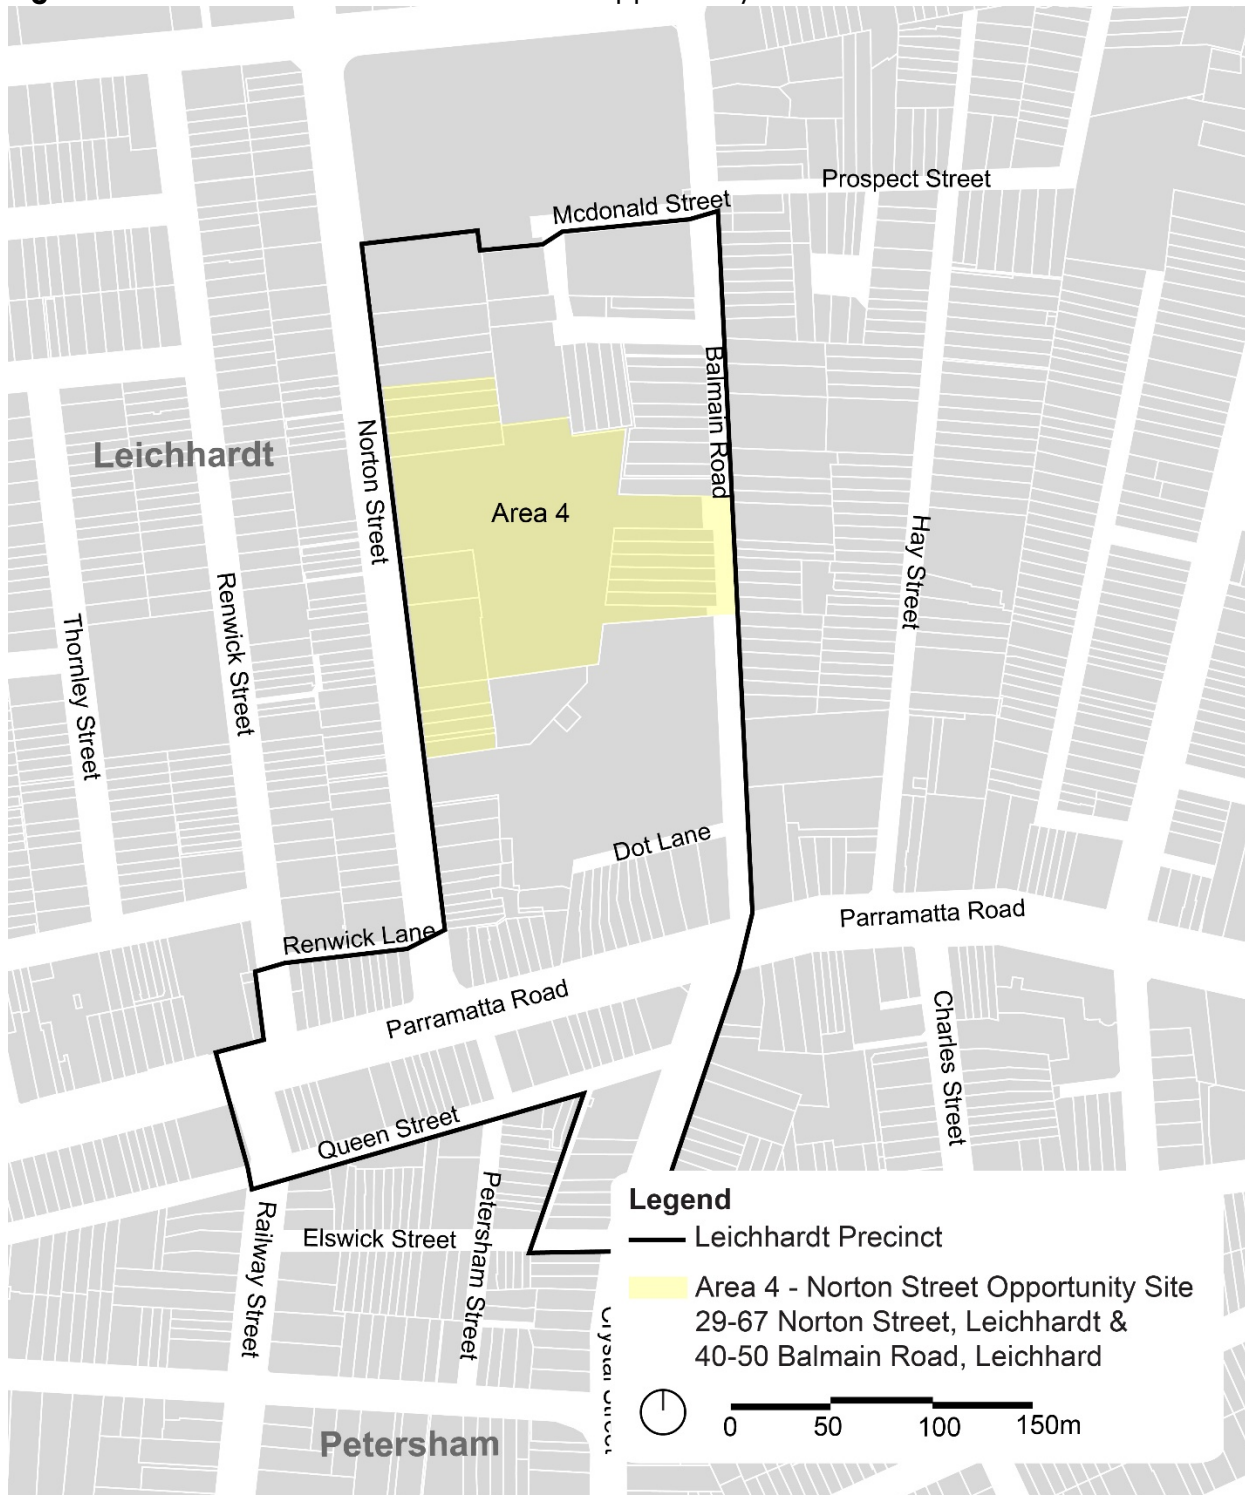 Prospect Street
Mcdonald Street
Balmain Road
Leichhardt
Norton Street
Area 4
Hay Street
Renwick Street
Thornley Street
Dot Lane
Parramatta Road
Renwick Lane
Parramatta Road
Charles Street
Queen Street
Petersham Street
Railway Street
Elswick Street
Crystal Street
Petersham
Legend
Leichhardt Precinct
Area 4 - Norton Street Opportunity Site
29-67 Norton Street, Leichhardt &
40-50 Balmain Road, Leichhard
0 50 100 150m